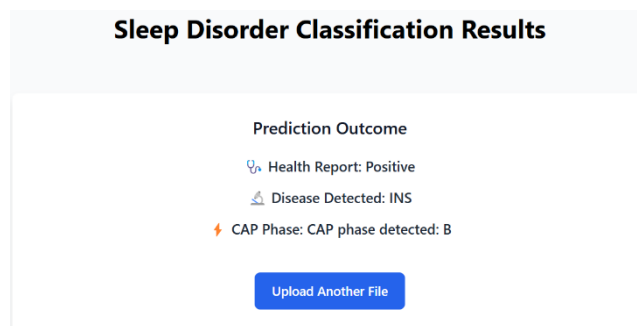 Sleep Disorder Classification Results
Prediction Outcome
Health Report: Positive
Disease Detected: INS
CAP Phase: CAP phase detected: B
Upload Another File